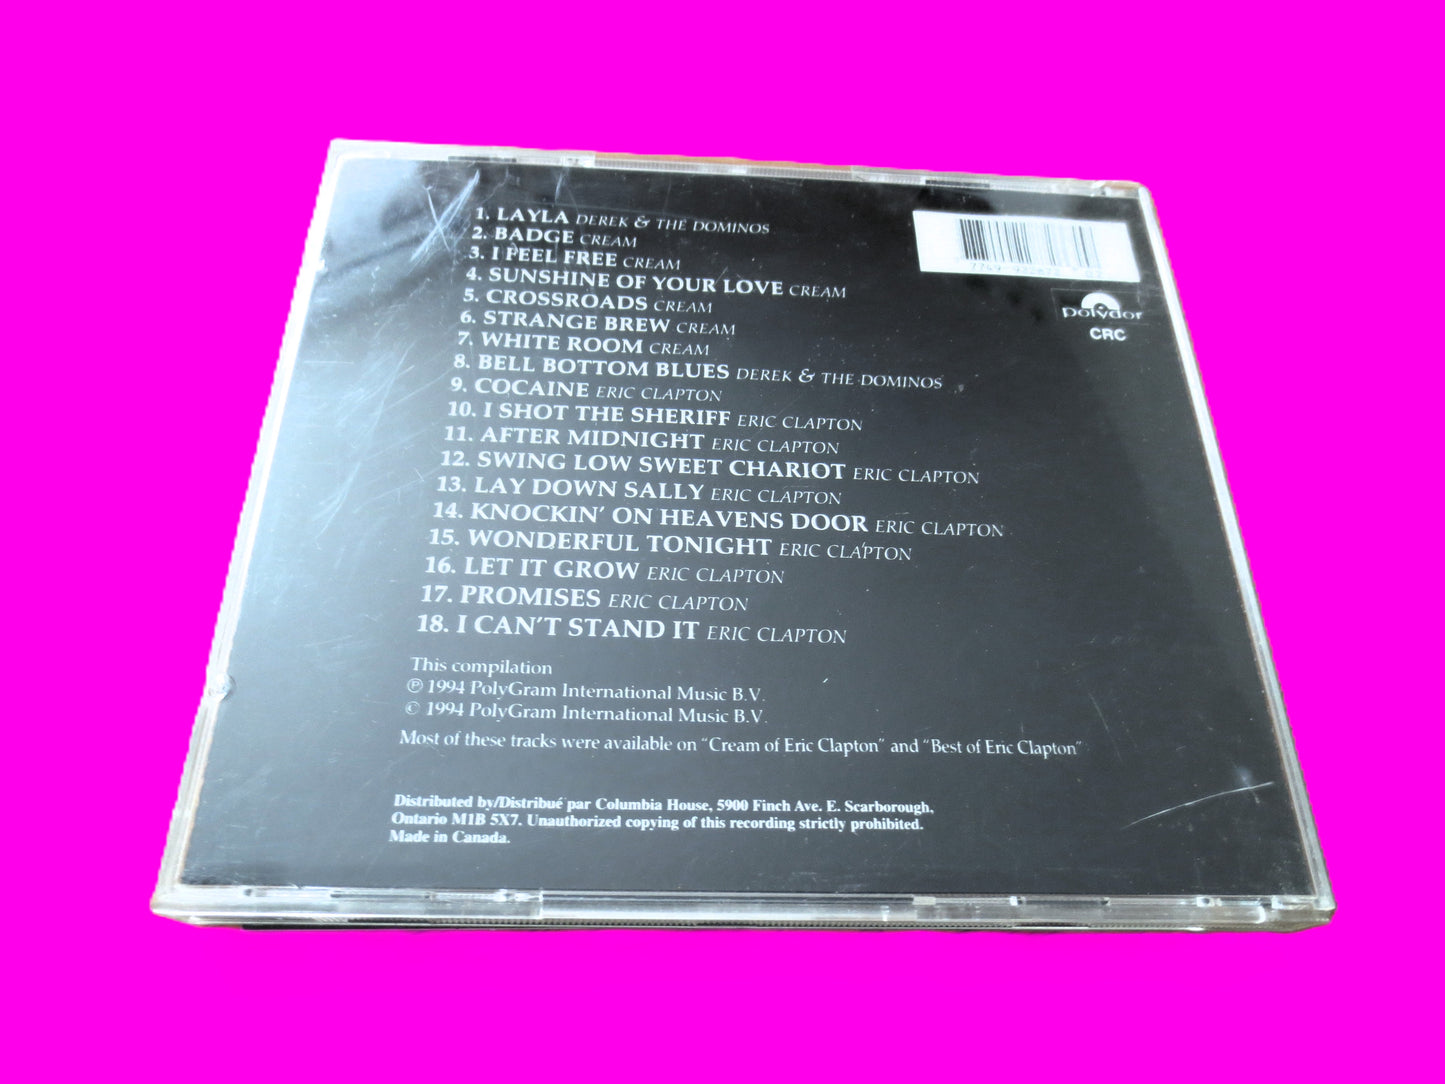 1. LAYLA DEREK & THE DOMINOS
2. BADGE CREAM
3. I FEEL FREE CREAM
4. SUNSHINE OF YOUR LOVE CREAM
5. CROSSROADS CREAM
6. STRANGE BREW CREAM
7. WHITE ROOM CREAM
8. BELL BOTTOM BLUES DEREK & THE DOMINOS
9. COCAINE ERIC CLAPTON
10. I SHOT THE SHERIFF ERIC CLAPTON
11. AFTER MIDNIGHT ERIC CLAPTON
12. SWING LOW SWEET CHARIOT ERIC CLAPTON
13. LAY DOWN SALLY ERIC CLAPTON
14. KNOCKIN' ON HEAVENS DOOR ERIC CLAPTON
15. WONDERFUL TONIGHT ERIC CLAPTON
16. LET IT GROW ERIC CLAPTON
17. PROMISES ERIC CLAPTON
18. I CAN'T STAND IT ERIC CLAPTON
polydor
CRC
This compilation
℗ 1994 PolyGram International Music B.V.
© 1994 PolyGram International Music B.V.
Most of these tracks were available on "Cream of Eric Clapton" and "Best of Eric Clapton"
Distributed by/Distribué par Columbia House, 5900 Finch Ave. E. Scarborough,
Ontario M1B 5X7. Unauthorized copying of this recording strictly prohibited.
Made in Canada.